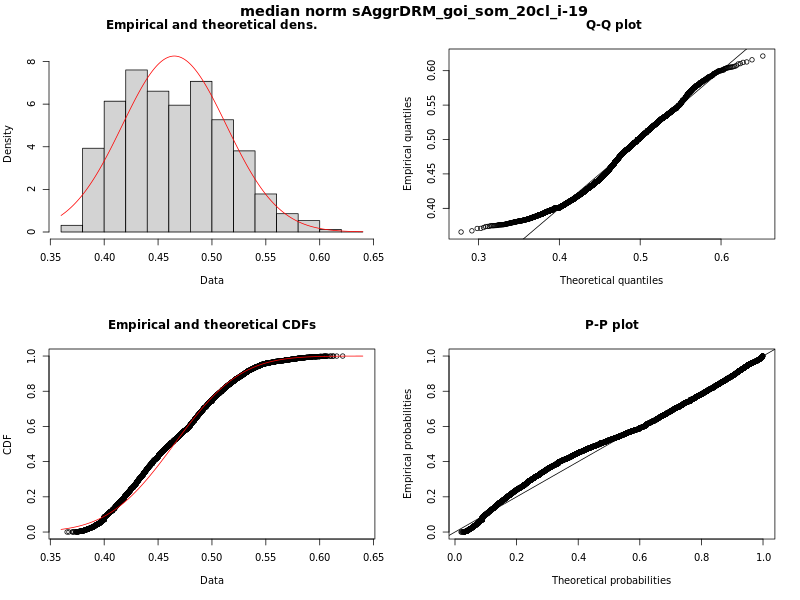 median norm sAggrDRM_goi_som_20cl_i-19
Empirical and theoretical dens.
Density
0 2 4 6 8
0.35 0.40 0.45 0.50 0.55 0.60 0.65
Data
Q-Q plot
Empirical quantiles
0.40 0.45 0.50 0.55 0.60
0.3 0.4 0.5 0.6
Theoretical quantiles
Empirical and theoretical CDFs
CDF
0.0 0.2 0.4 0.6 0.8 1.0
0.35 0.40 0.45 0.50 0.55 0.60 0.65
Data
P-P plot
Empirical probabilities
0.0 0.2 0.4 0.6 0.8 1.0
0.0 0.2 0.4 0.6 0.8 1.0
Theoretical probabilities